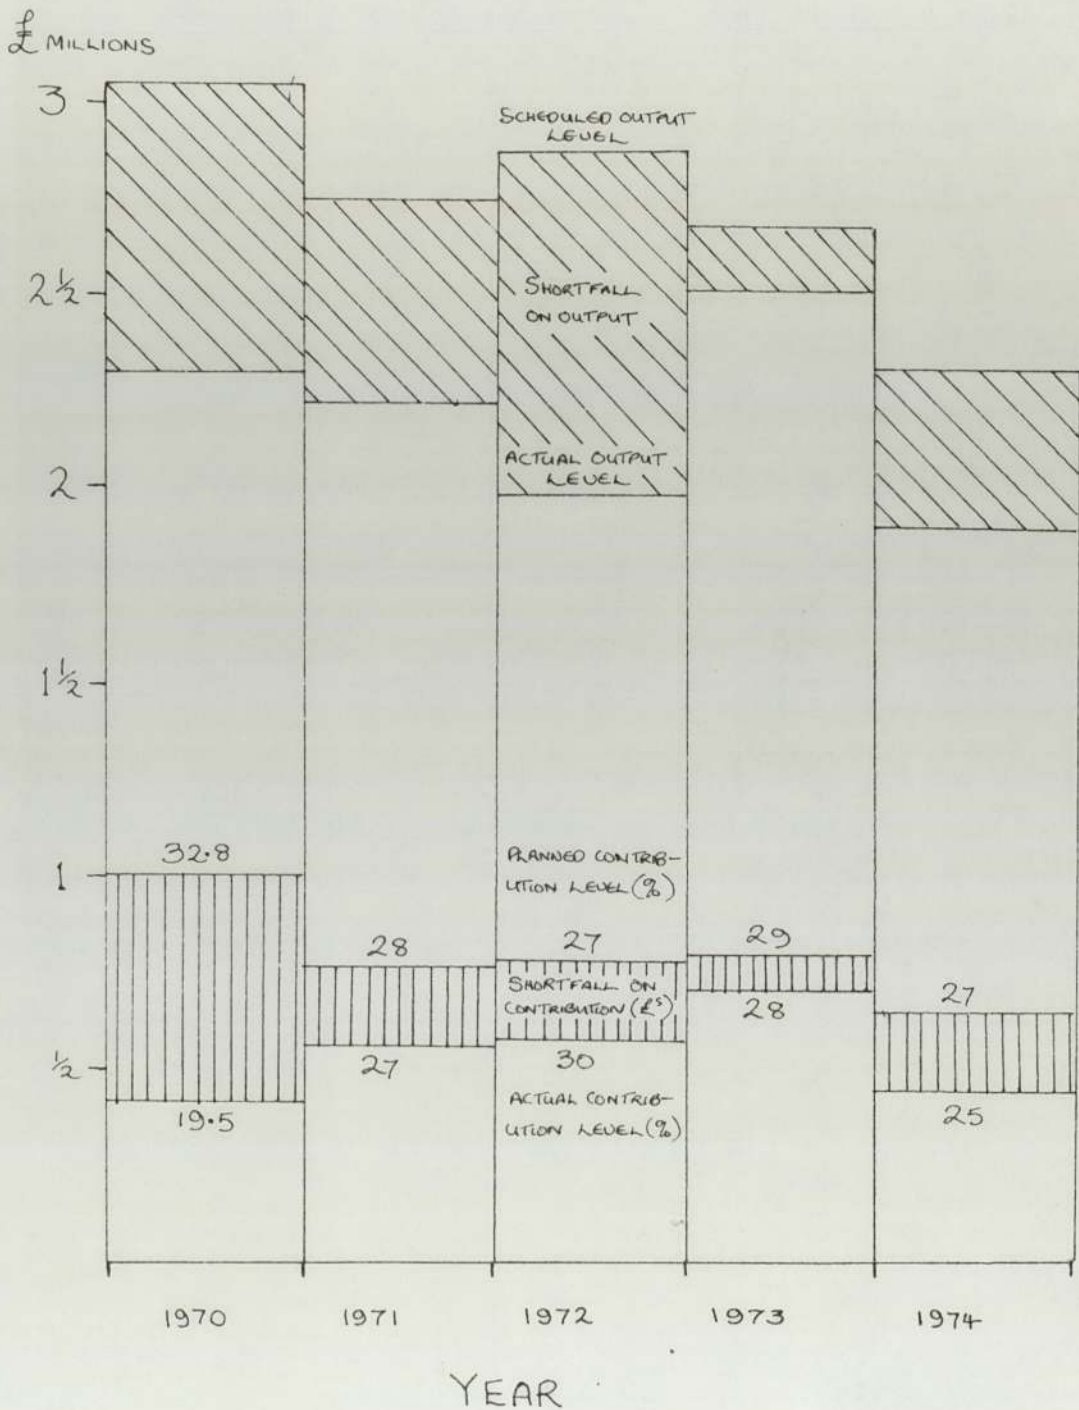 £ MILLIONS
3
SCHEDULED OUTPUT
LEVEL
2½
SHORTFALL
ON OUTPUT
ACTUAL OUTPUT
LEVEL
2
1½
32.8
PLANNED CONTRIB-
UTION LEVEL (%)
1
28
27
29
SHORTFALL ON
CONTRIBUTION (£s)
27
28
27
30
½
19.5
ACTUAL CONTRIB-
UTION LEVEL (%)
25
1970 1971 1972 1973 1974
YEAR